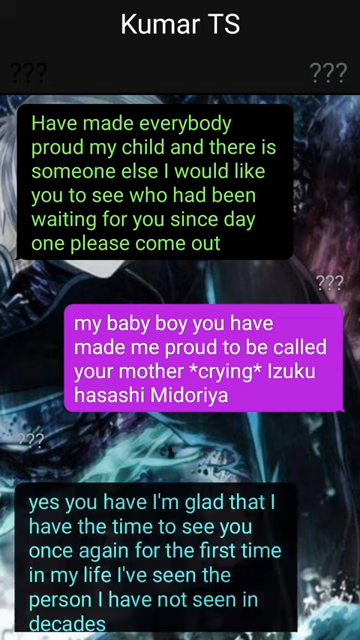 Kumar TS
???
???
Have made everybody
proud my child and there is
someone else I would like
you to see who had been
waiting for you since day
one please come out
???
my baby boy you have
made me proud to be called
your mother *crying* Izuku
hasashi Midoriya
???
yes you have I'm glad that I
have the time to see you
once again for the first time
in my life I've seen the
person I have not seen in
decades